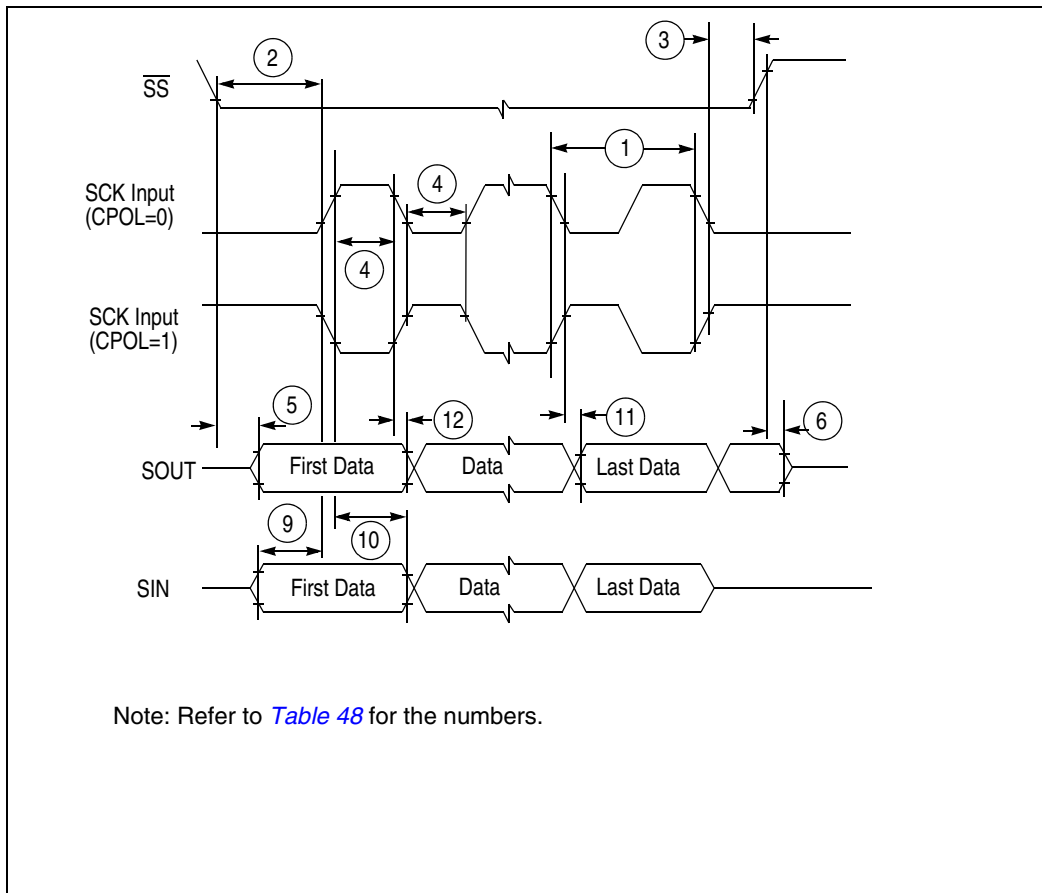 3
2
SS
1
SCK Input
(CPOL=0)
4
4
SCK Input
(CPOL=1)
5
12
11
6
SOUT
First Data
Data
Last Data
9
10
SIN
First Data
Data
Last Data
Note: Refer to Table 48 for the numbers.